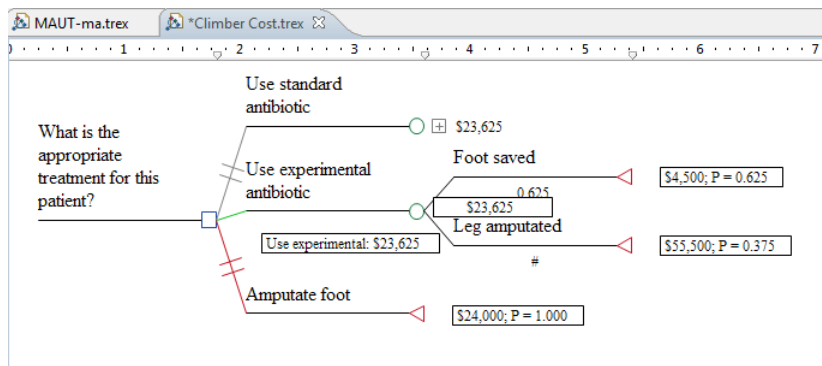 MAUT-ma.trex
*Climber Cost.trex
1 2 3 4 5 6 7
Use standard
antibiotic
$23,625
What is the
appropriate
treatment for this
patient?
Use experimental
antibiotic
Foot saved
0.625
$4,500; P = 0.625
$23,625
Leg amputated
#
$55,500; P = 0.375
Use experimental: $23,625
Amputate foot
$24,000; P = 1.000